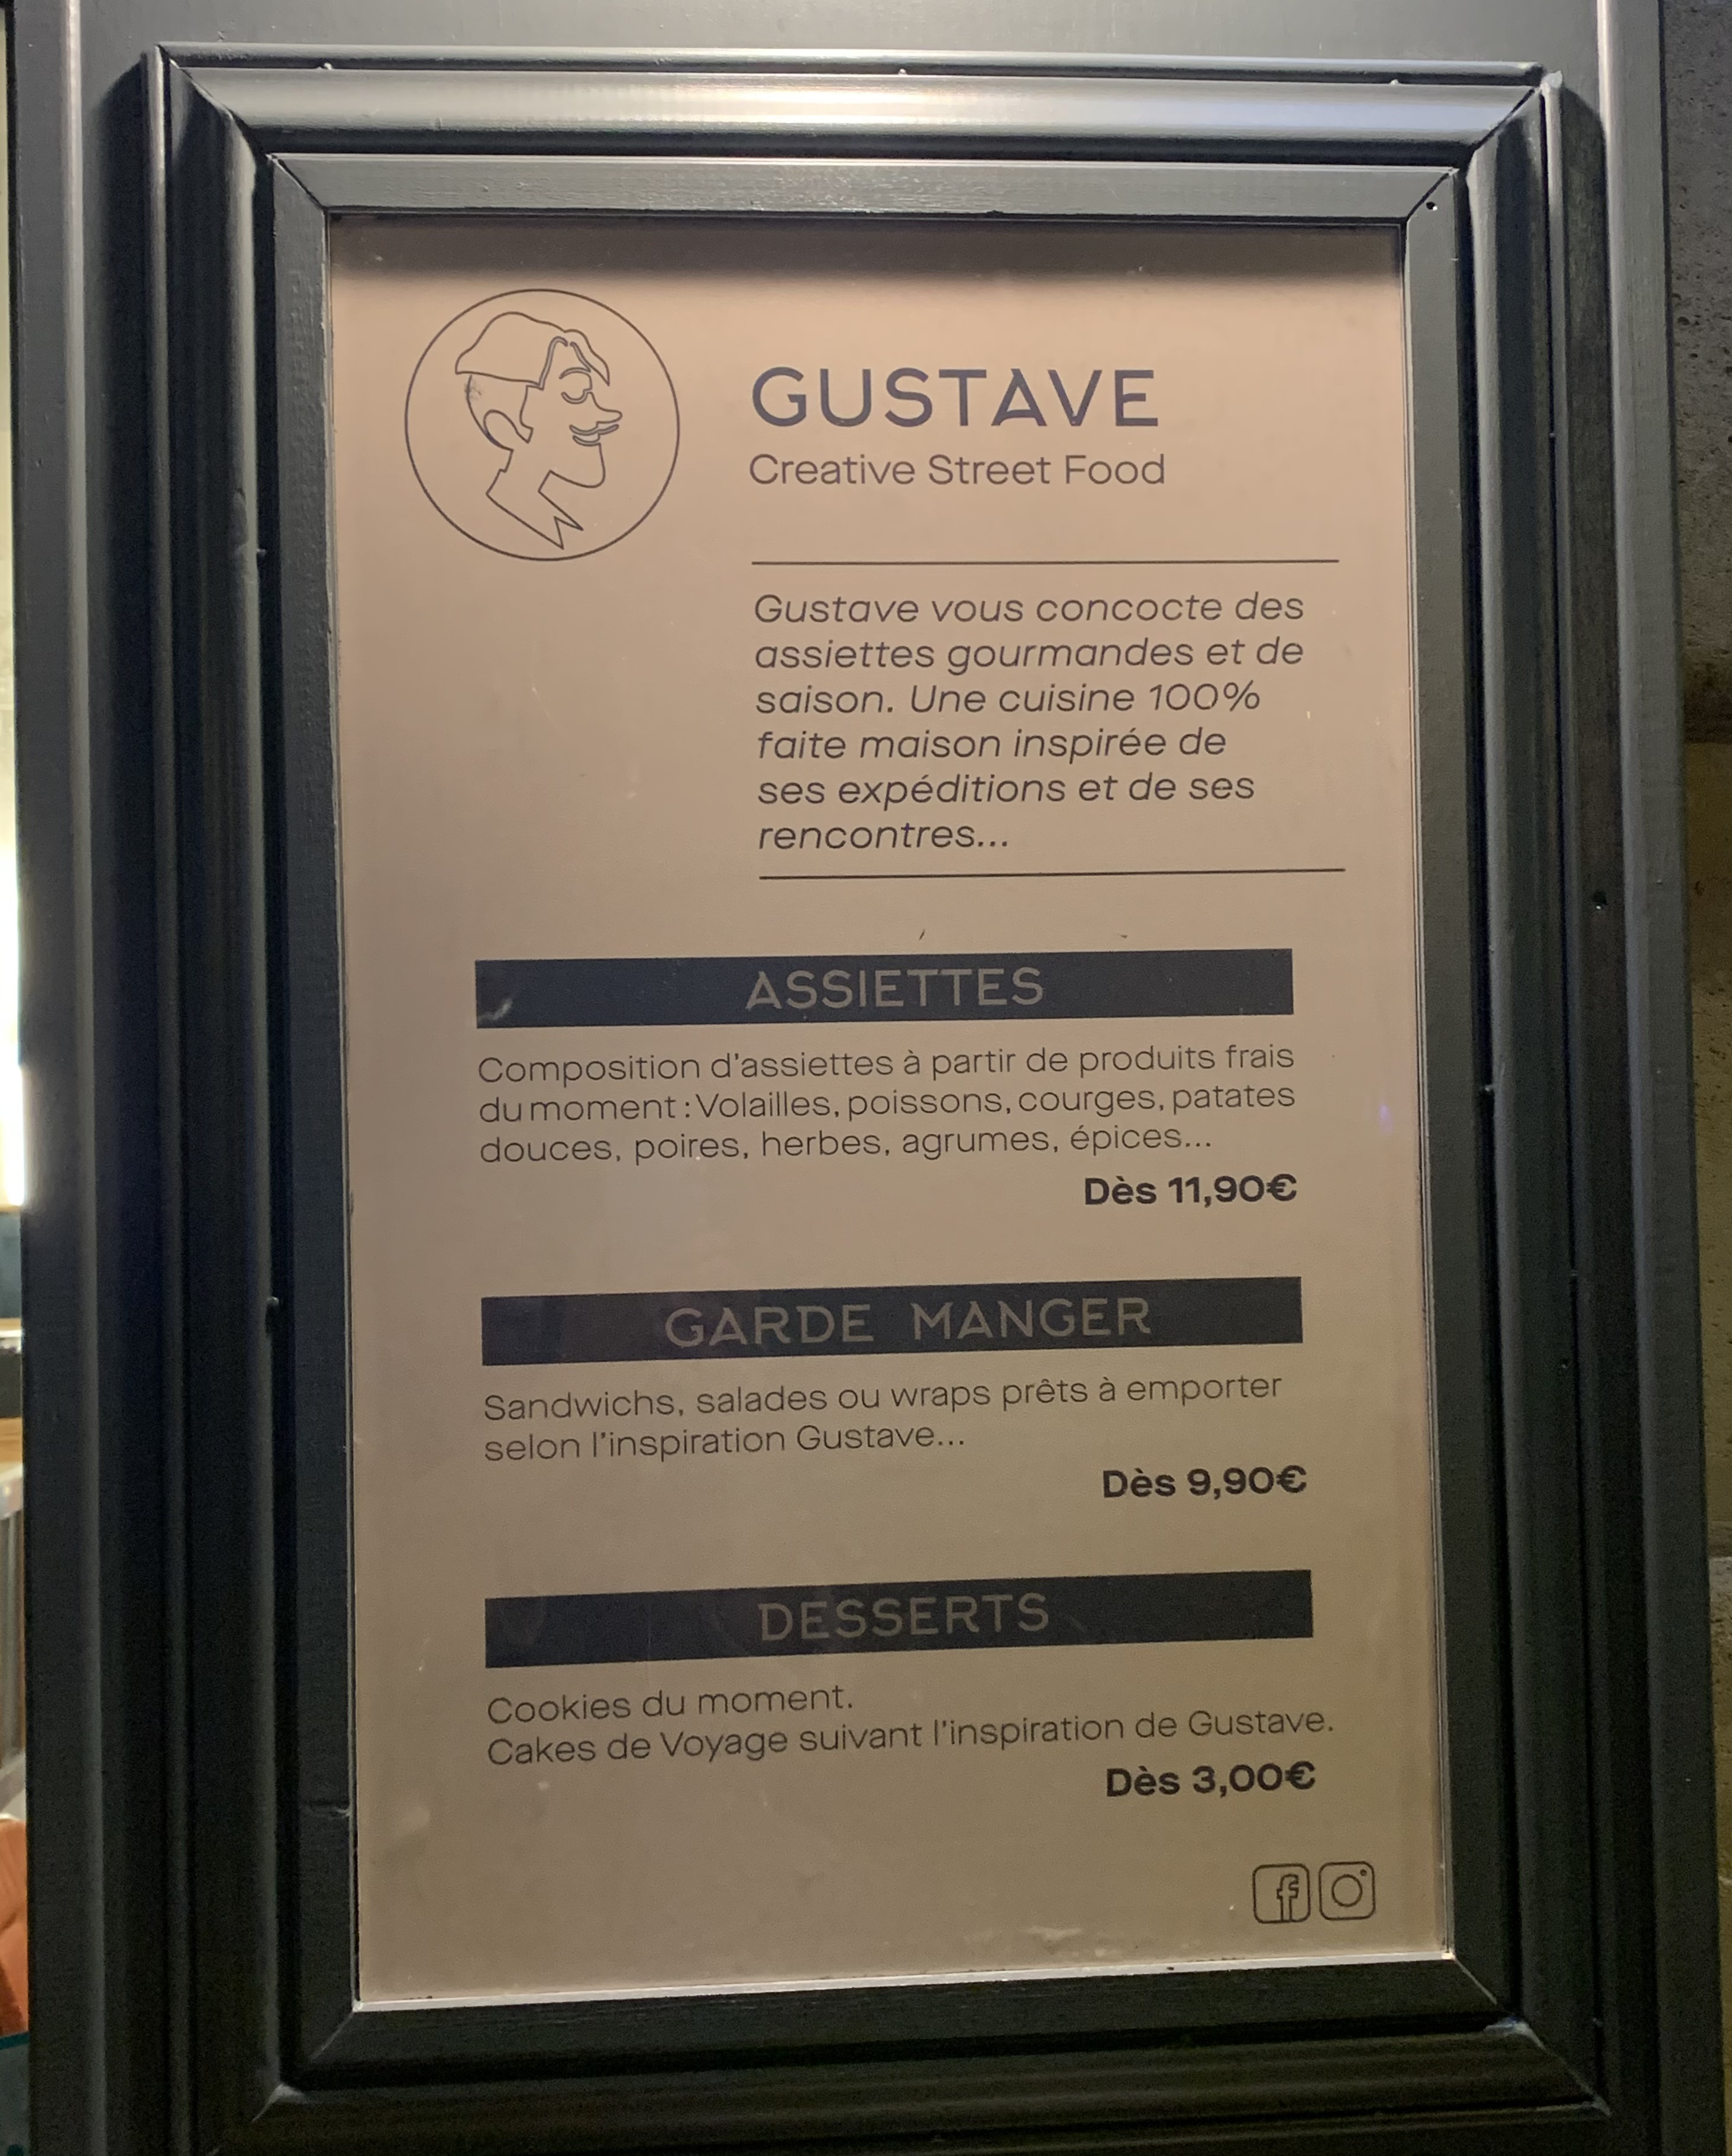 GUSTAVE
Creative Street Food
Gustave vous concocte des
assiettes gourmandes et de
saison. Une cuisine 100%
faite maison inspirée de
ses expéditions et de ses
rencontres...
ASSIETTES
Composition d'assiettes à partir de produits frais
du moment : Volailles, poissons, courges, patates
douces, poires, herbes, agrumes, épices...
Dès 11,90€
GARDE MANGER
Sandwichs, salades ou wraps prêts à emporter
selon l'inspiration Gustave...
Dès 9,90€
DESSERTS
Cookies du moment.
Cakes de Voyage suivant l'inspiration de Gustave.
Dès 3,00€